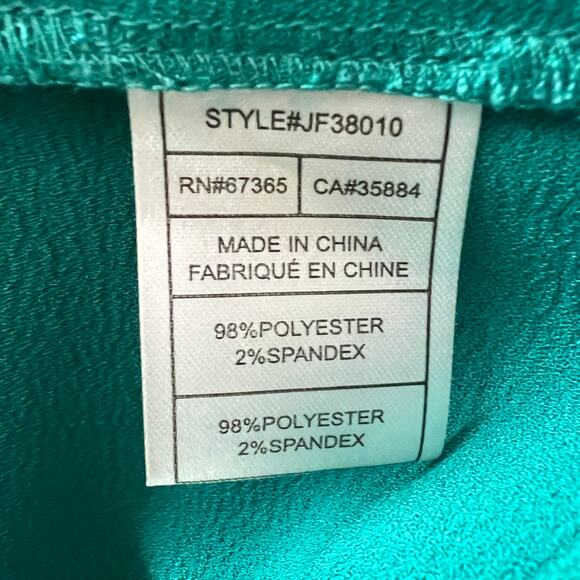 STYLE#JF38010
RN#67365 CA#35884
MADE IN CHINA
FABRIQUÉ EN CHINE
98%POLYESTER
2%SPANDEX
98%POLYESTER
2%SPANDEX